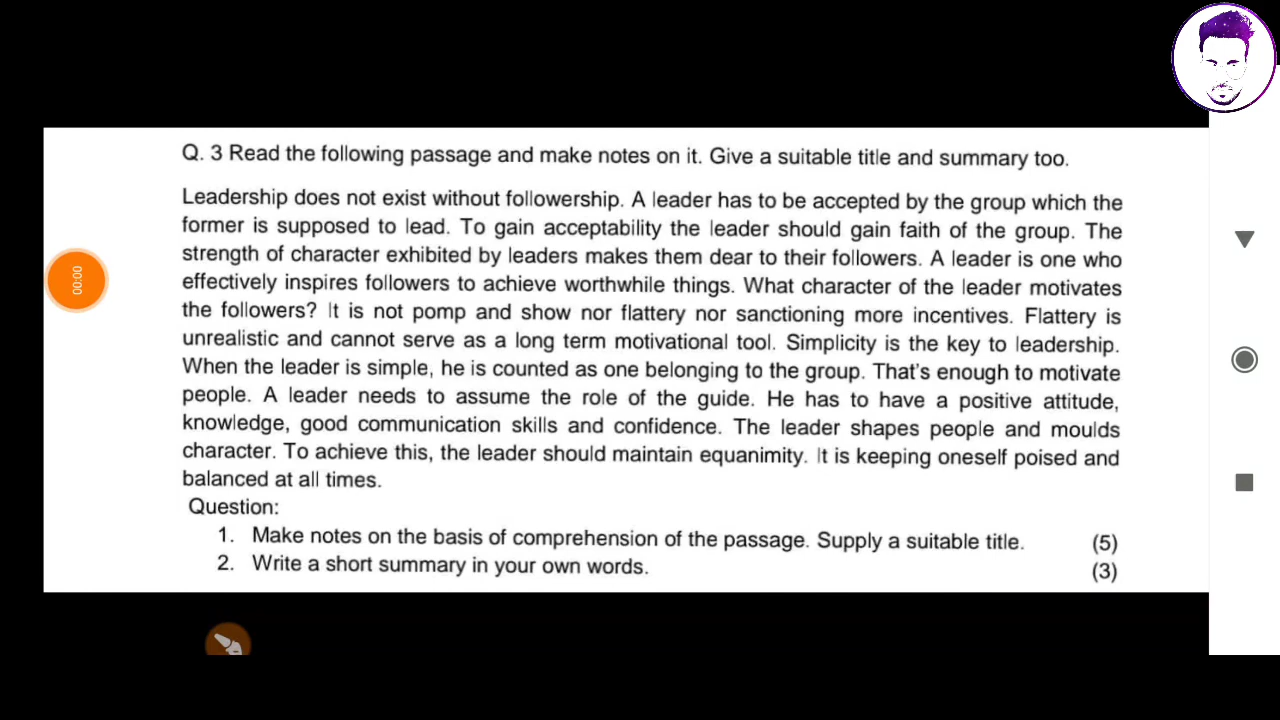 Q. 3 Read the following passage and make notes on it. Give a suitable title and summary too.
Leadership does not exist without followership. A leader has to be accepted by the group which the
former is supposed to lead. To gain acceptability the leader should gain faith of the group. The
strength of character exhibited by leaders makes them dear to their followers. A leader is one who
effectively inspires followers to achieve worthwhile things. What character of the leader motivates
the followers? It is not pomp and show nor flattery nor sanctioning more incentives. Flattery is
unrealistic and cannot serve as a long term motivational tool. Simplicity is the key to leadership.
When the leader is simple, he is counted as one belonging to the group. That's enough to motivate
people. A leader needs to assume the role of the guide. He has to have a positive attitude,
knowledge, good communication skills and confidence. The leader shapes people and moulds
character. To achieve this, the leader should maintain equanimity. It is keeping oneself poised and
balanced at all times.
Question:
1. Make notes on the basis of comprehension of the passage. Supply a suitable title. (5)
2. Write a short summary in your own words. (3)
00:00